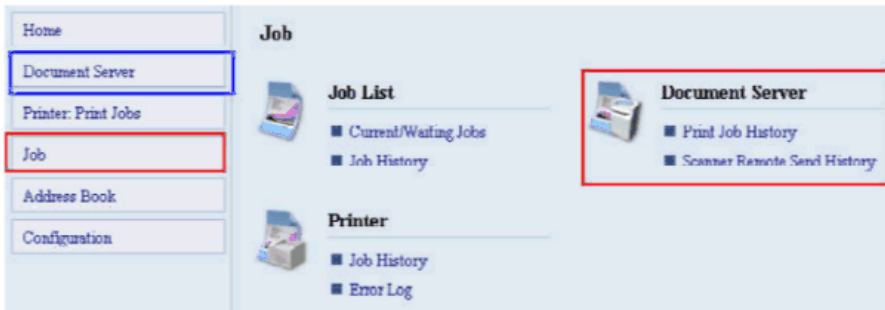 Home
Document Server
Printer: Print Jobs
Job
Address Book
Configuration
Job
Job List
Current/Waiting Jobs
Job History
Document Server
Print Job History
Scanner Remote Send History
Printer
Job History
Error Log